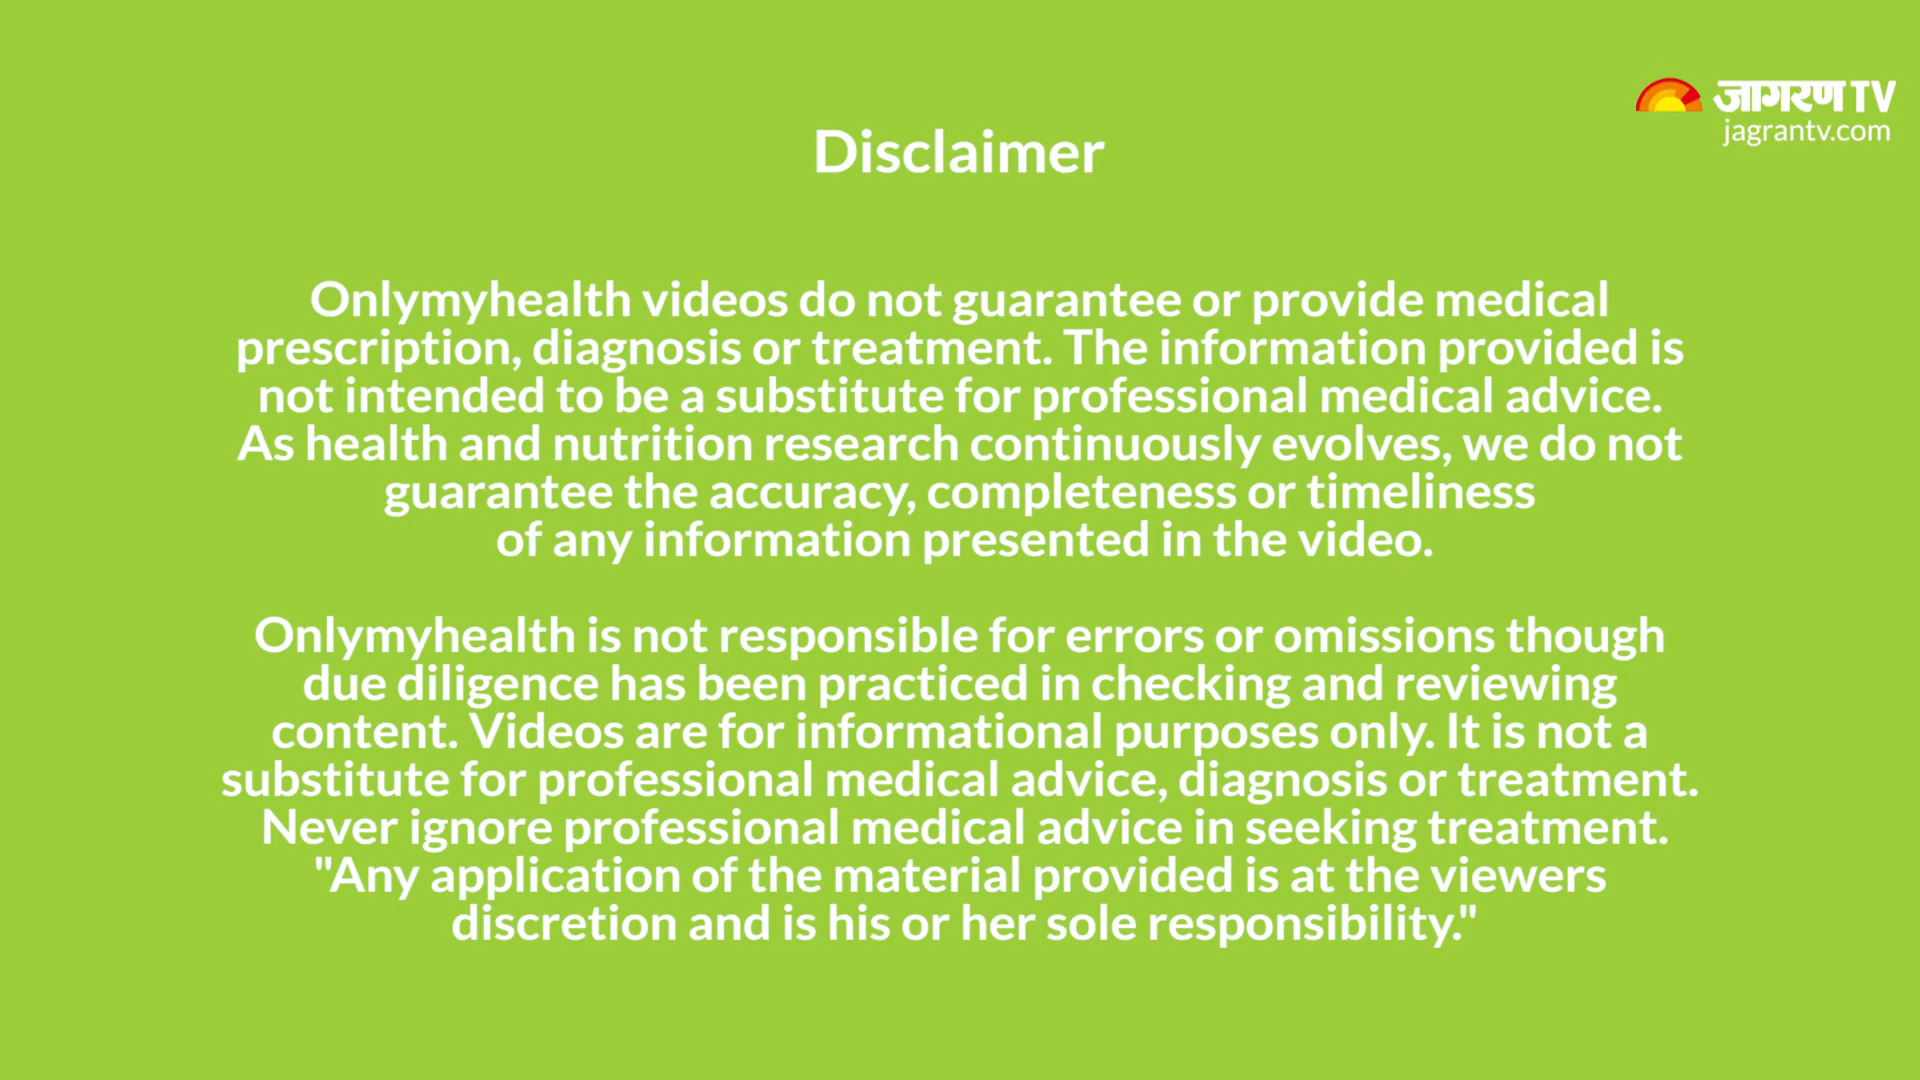 जागरण TV
jagrantv.com
Disclaimer
Onlymyhealth videos do not guarantee or provide medical
prescription, diagnosis or treatment. The information provided is
not intended to be a substitute for professional medical advice.
As health and nutrition research continuously evolves, we do not
guarantee the accuracy, completeness or timeliness
of any information presented in the video.
Onlymyhealth is not responsible for errors or omissions though
due diligence has been practiced in checking and reviewing
content. Videos are for informational purposes only. It is not a
substitute for professional medical advice, diagnosis or treatment.
Never ignore professional medical advice in seeking treatment.
"Any application of the material provided is at the viewers
discretion and is his or her sole responsibility."